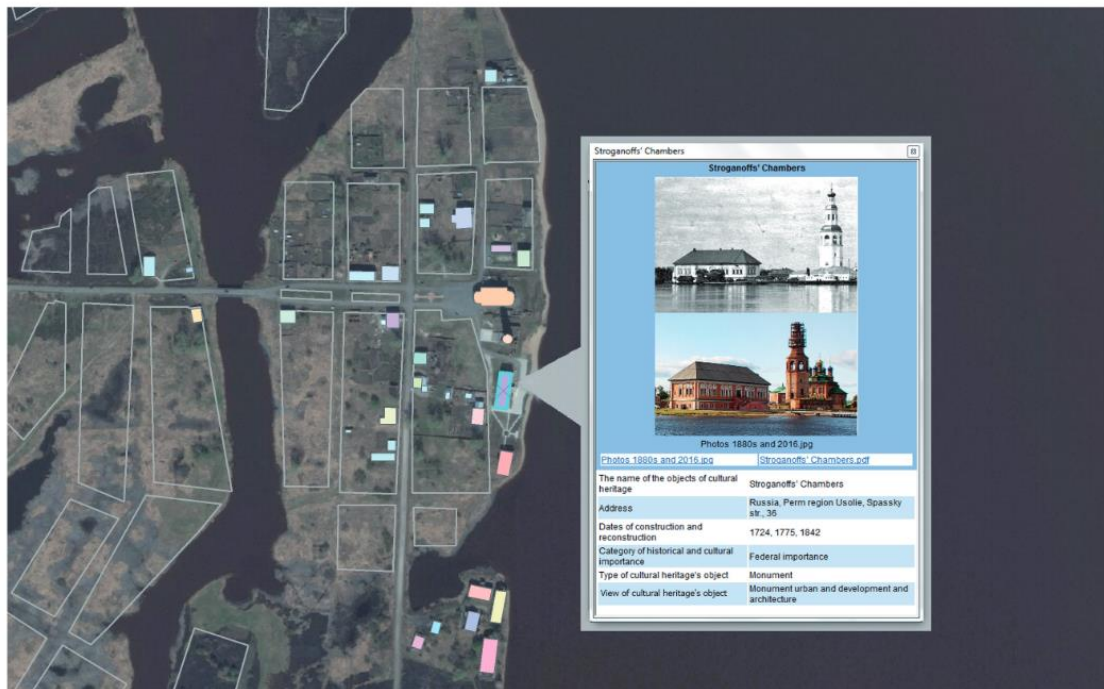 Stroganoffs' Chambers
Stroganoffs' Chambers
Photos 1880s and 2016.jpg
Photos 1880s and 2016.jpg Stroganoffs' Chambers.pdf
The name of the objects of cultural
heritage
Stroganoffs' Chambers
Address
Russia, Perm region Usolie, Spassky
str., 36
Dates of construction and
reconstruction
1724, 1775, 1842
Category of historical and cultural
importance
Federal importance
Type of cultural heritage's object
Monument
View of cultural heritage's object
Monument urban and development and
architecture